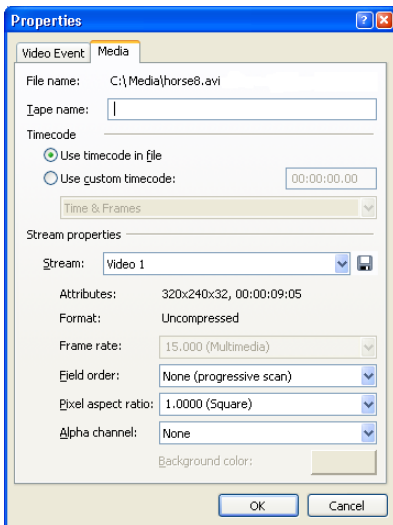 Properties
Video Event Media
File name: C:\Media\horse8.avi
Tape name:
Timecode
Use timecode in file
Use custom timecode: 00:00:00.00
Time & Frames
Stream properties
Stream: Video 1
Attributes: 320x240x32, 00:00:09:05
Format: Uncompressed
Frame rate: 15.000 (Multimedia)
Field order: None (progressive scan)
Pixel aspect ratio: 1.0000 (Square)
Alpha channel: None
Background color:
OK Cancel